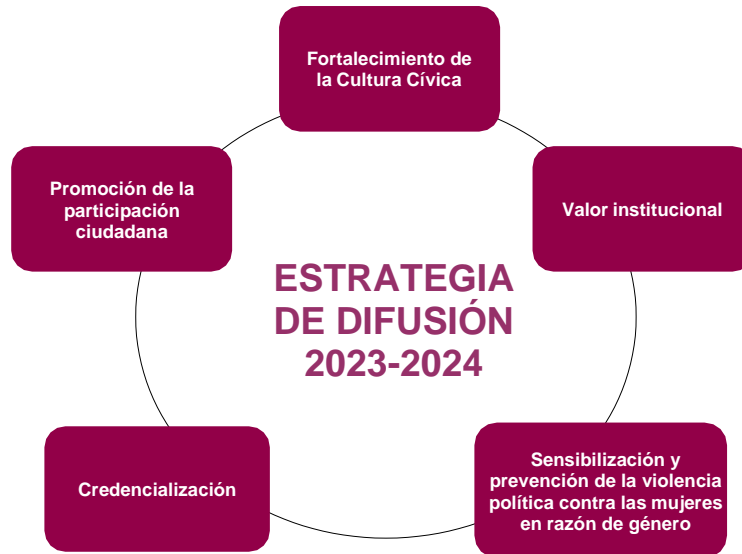 Fortalecimiento de
la Cultura Cívica
Promoción de la
participación
ciudadana
Valor institucional
ESTRATEGIA
DE DIFUSIÓN
2023-2024
Credencialización
Sensibilización y
prevención de la violencia
política contra las mujeres
en razón de género